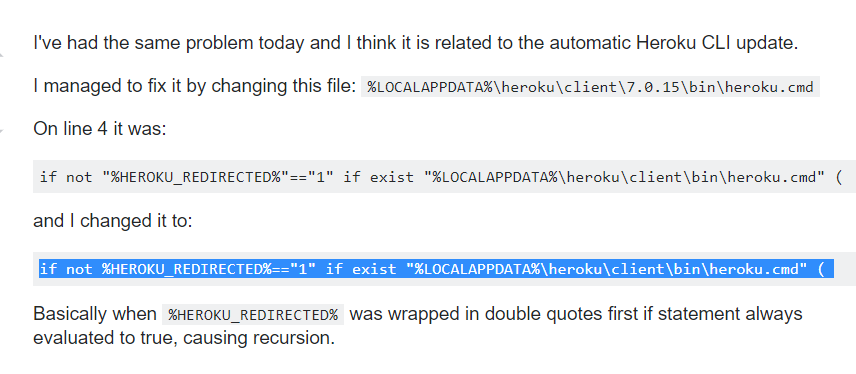 I've had the same problem today and I think it is related to the automatic Heroku CLI update.
I managed to fix it by changing this file: %LOCALAPPDATA%\heroku\client\7.0.15\bin\heroku.cmd
On line 4 it was:
if not "%HEROKU_REDIRECTED%"=="1" if exist "%LOCALAPPDATA%\heroku\client\bin\heroku.cmd" (
and I changed it to:
if not %HEROKU_REDIRECTED%=="1" if exist "%LOCALAPPDATA%\heroku\client\bin\heroku.cmd" (
Basically when %HEROKU_REDIRECTED% was wrapped in double quotes first if statement always
evaluated to true, causing recursion.